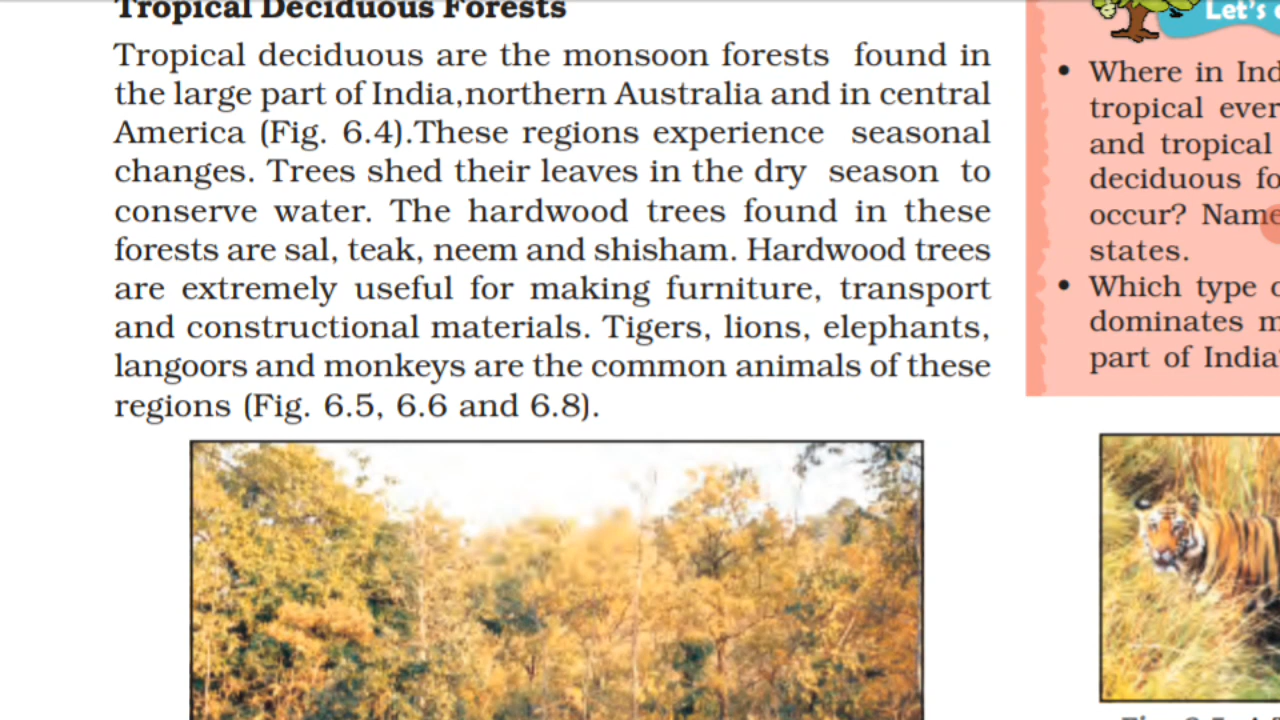 Tropical Deciduous Forests
Tropical deciduous are the monsoon forests found in
the large part of India,northern Australia and in central
America (Fig. 6.4).These regions experience seasonal
changes. Trees shed their leaves in the dry season to
conserve water. The hardwood trees found in these
forests are sal, teak, neem and shisham. Hardwood trees
are extremely useful for making furniture, transport
and constructional materials. Tigers, lions, elephants,
langoors and monkeys are the common animals of these
regions (Fig. 6.5, 6.6 and 6.8).
Let's
• Where in Ind
tropical ever
and tropical
deciduous fo
occur? Name
states.
• Which type
dominates m
part of India